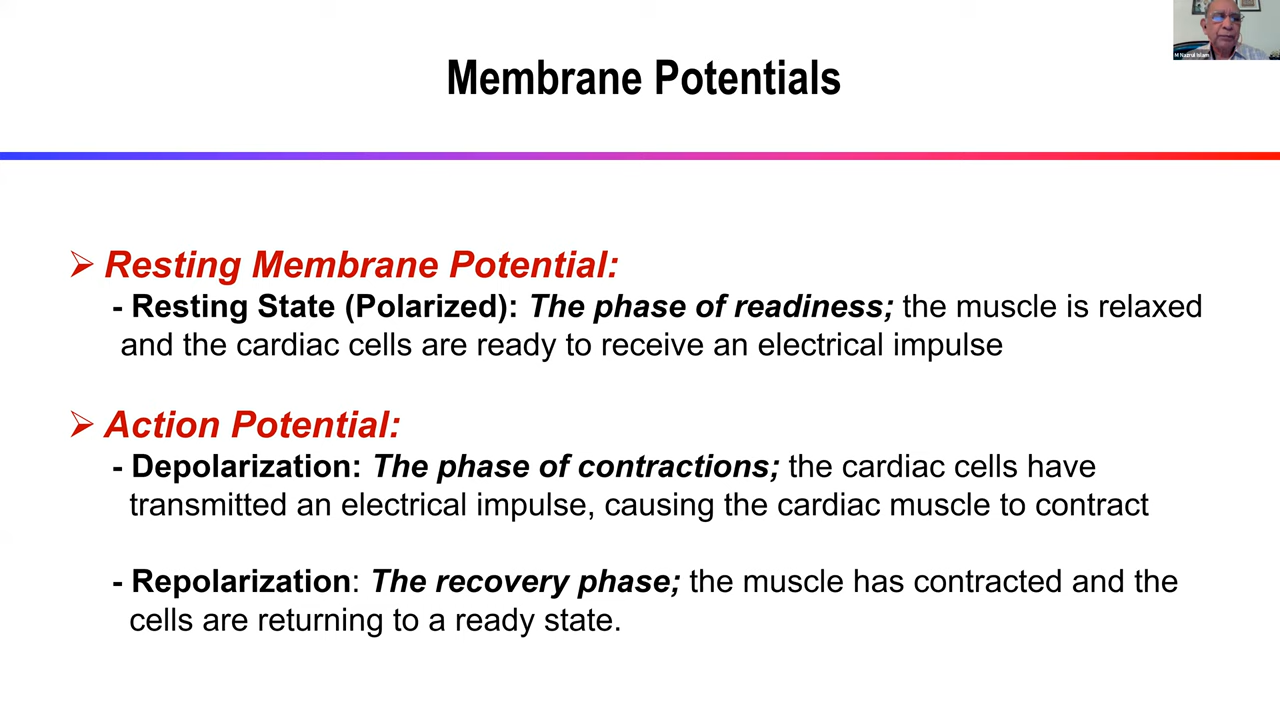 M Nazrul Islam
Membrane Potentials
➢ Resting Membrane Potential:
- Resting State (Polarized): The phase of readiness; the muscle is relaxed
and the cardiac cells are ready to receive an electrical impulse
➢ Action Potential:
- Depolarization: The phase of contractions; the cardiac cells have
transmitted an electrical impulse, causing the cardiac muscle to contract
- Repolarization: The recovery phase; the muscle has contracted and the
cells are returning to a ready state.